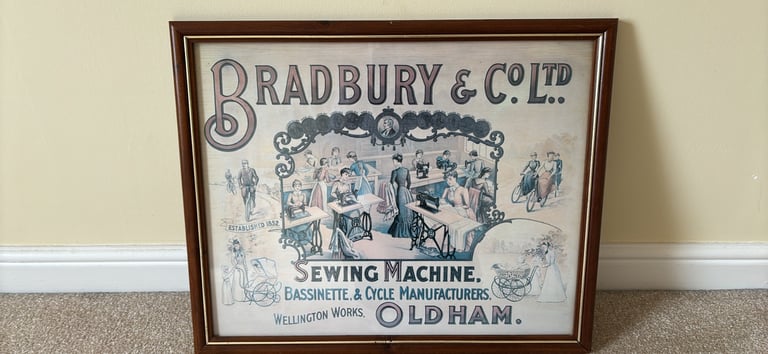 BRADBURY & Co. LTD.
ESTABLISHED 1852
SEWING MACHINE,
BASSINETTE, & CYCLE MANUFACTURERS.
WELLINGTON WORKS, OLDHAM.